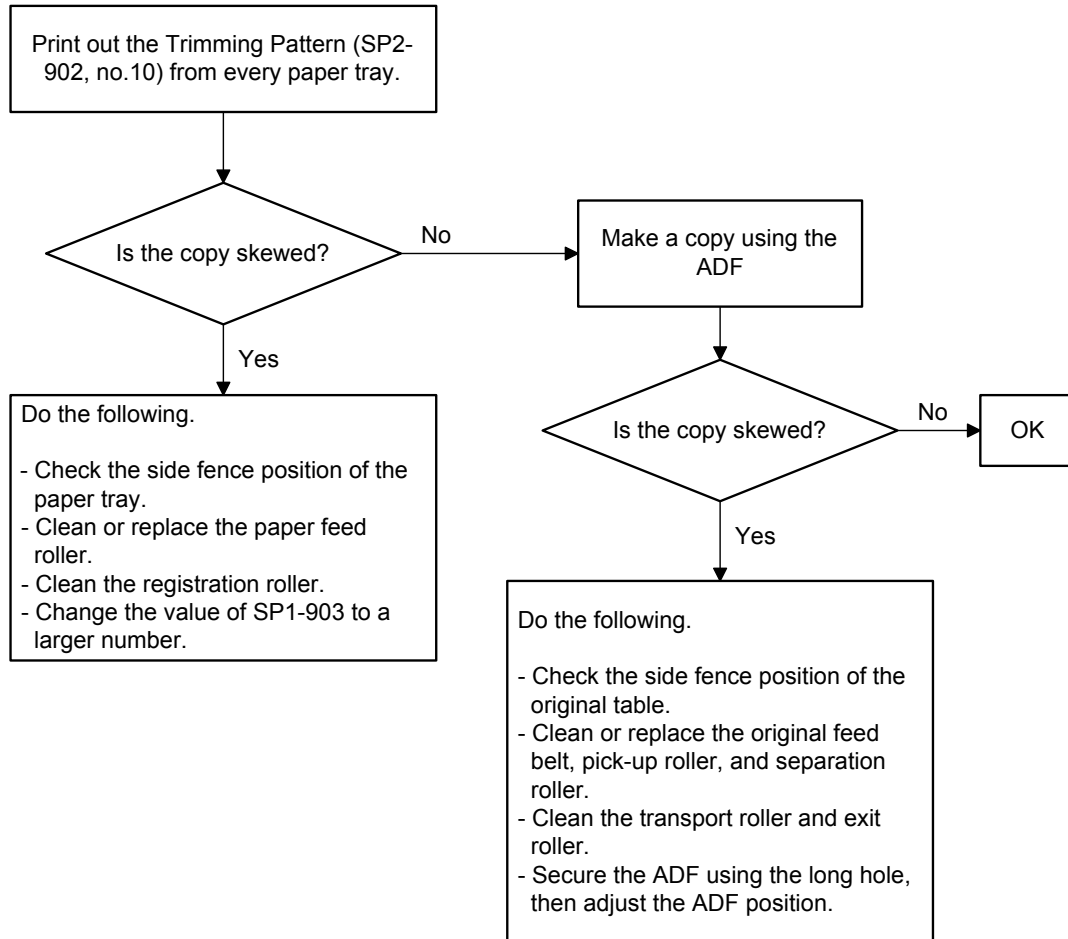 Print out the Trimming Pattern (SP2-
902, no.10) from every paper tray.
Is the copy skewed?
No
Make a copy using the
ADF
Yes
Do the following.
- Check the side fence position of the
paper tray.
- Clean or replace the paper feed
roller.
- Clean the registration roller.
- Change the value of SP1-903 to a
larger number.
Is the copy skewed?
No
OK
Yes
Do the following.
- Check the side fence position of the
original table.
- Clean or replace the original feed
belt, pick-up roller, and separation
roller.
- Clean the transport roller and exit
roller.
- Secure the ADF using the long hole,
then adjust the ADF position.